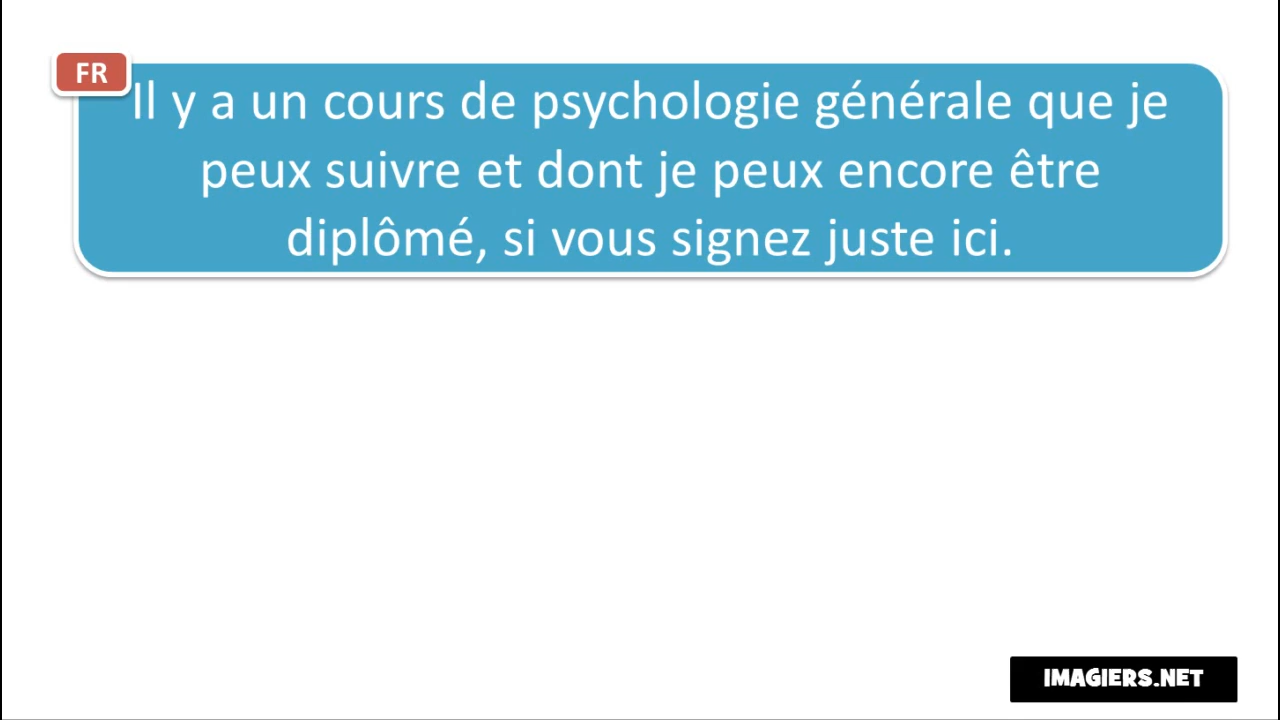 FR
Il y a un cours de psychologie générale que je
peux suivre et dont je peux encore être
diplômé, si vous signez juste ici.
IMAGIERS.NET